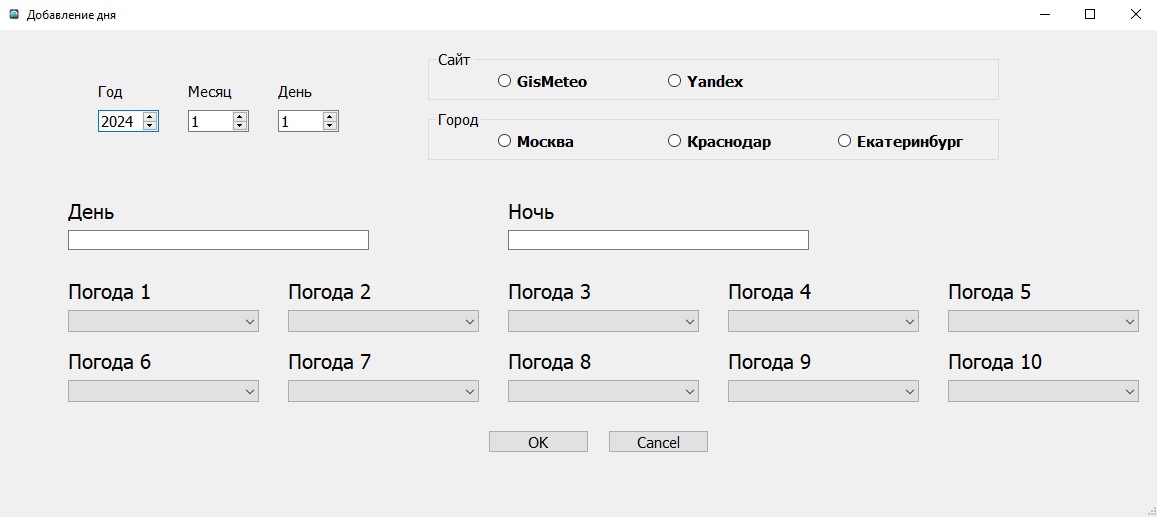 Добавление дня
Год Месяц День
2024 1 1
Сайт
GisMeteo Yandex
Город
Москва Краснодар Екатеринбург
День Ночь
Погода 1 Погода 2 Погода 3 Погода 4 Погода 5
Погода 6 Погода 7 Погода 8 Погода 9 Погода 10
OK Cancel